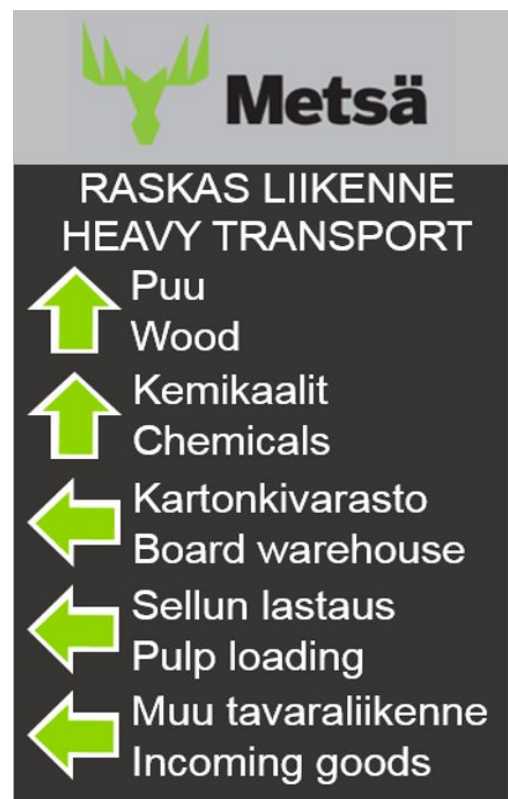 Metsä
RASKAS LIIKENNE
HEAVY TRANSPORT
Puu
Wood
Kemikaalit
Chemicals
Kartonkivarasto
Board warehouse
Sellun lastaus
Pulp loading
Muu tavaraliikenne
Incoming goods